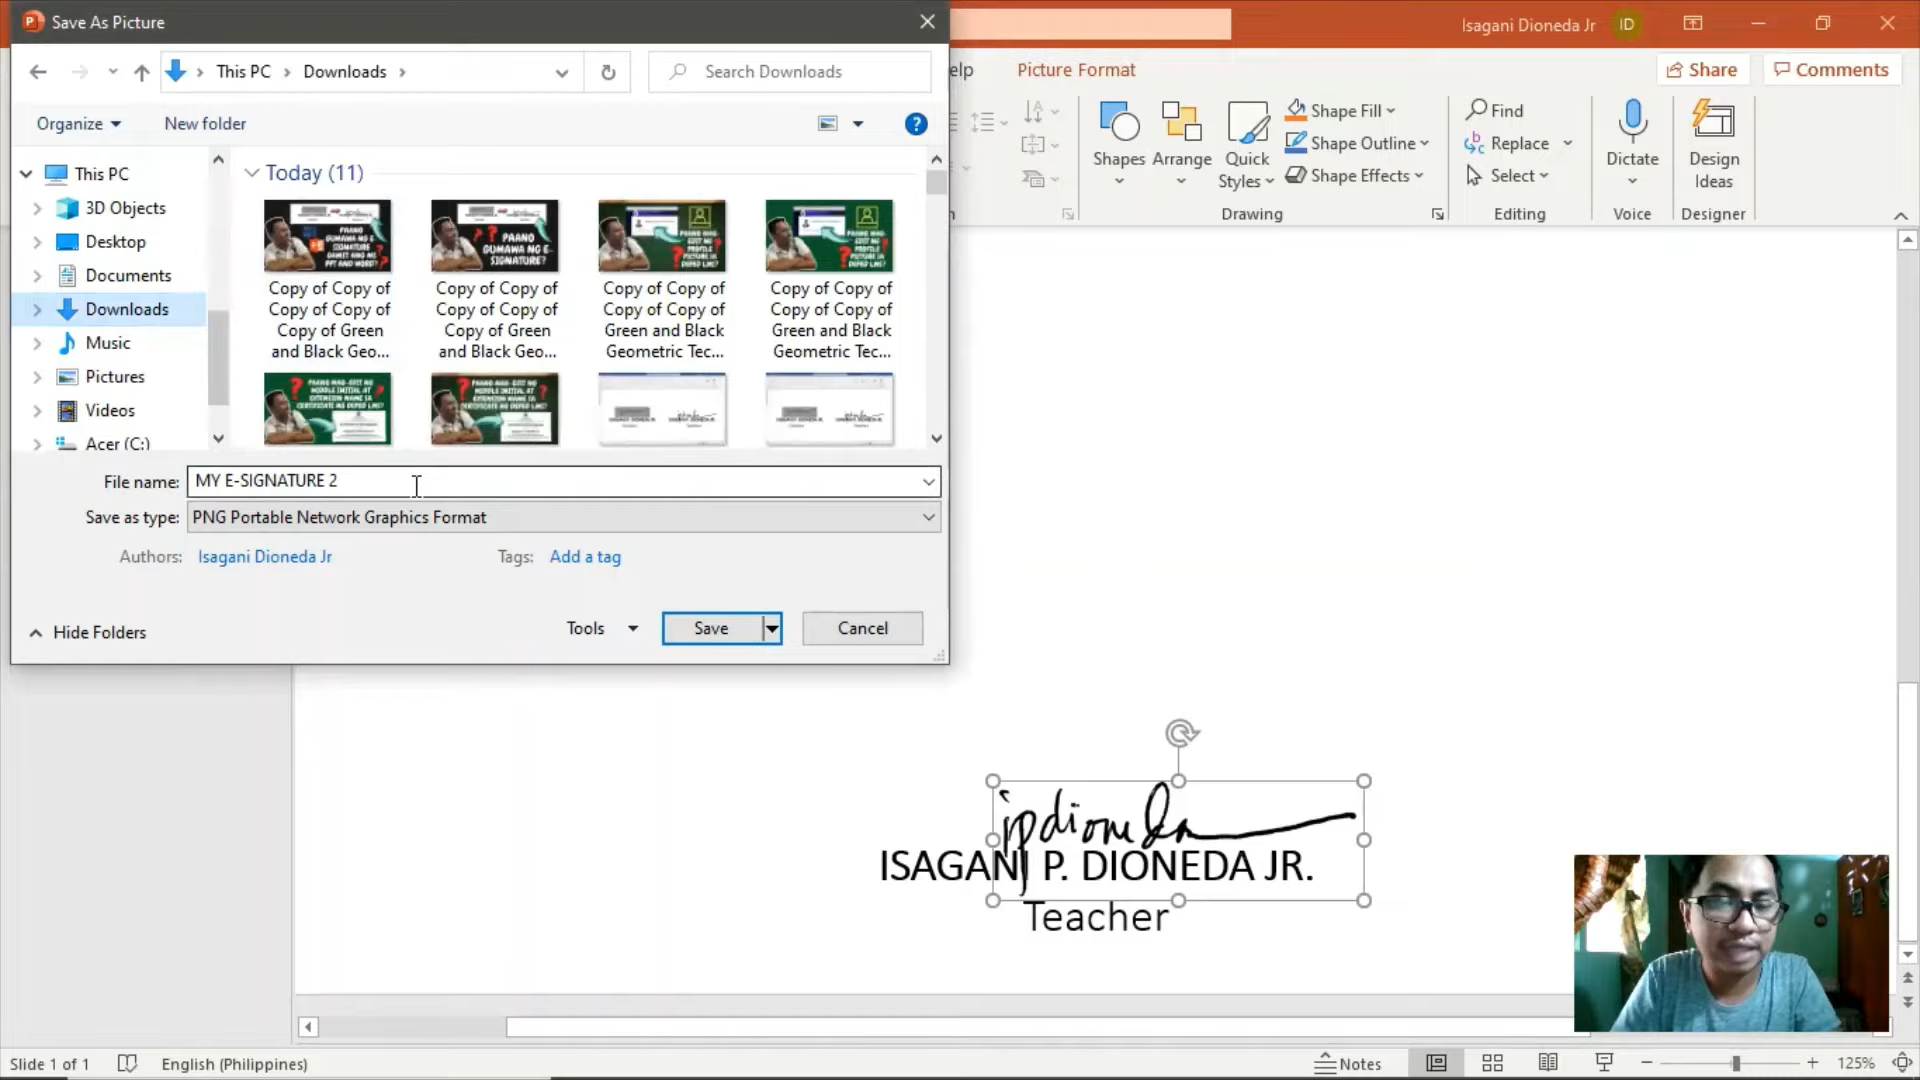 Save As Picture
Isagani Dioneda Jr
ID
This PC
Downloads
Search Downloads
elp
Picture Format
Share
Comments
Organize
New folder
Shapes
Arrange
Quick
Styles
Shape Fill
Shape Outline
Shape Effects
Drawing
Find
Replace
Select
Editing
Dictate
Voice
Design
Ideas
Designer
This PC
3D Objects
Desktop
Documents
Downloads
Music
Pictures
Videos
Acer (C:)
Today (11)
PAANO GUMAWA NG E-SIGNATURE?
Copy of Copy of
Copy of Copy of
Copy of Green
and Black Geo...
Copy of Copy of
Copy of Copy of
Copy of Green
and Black Geo...
Copy of Copy of
Copy of Copy of
Green and Black
Geometric Tec...
Copy of Copy of
Copy of Copy of
Green and Black
Geometric Tec...
File name:
MY E-SIGNATURE 2
Save as type:
PNG Portable Network Graphics Format
Authors:
Isagani Dioneda Jr
Tags:
Add a tag
Hide Folders
Tools
Save
Cancel
jpdioneda
ISAGANI P. DIONEDA JR.
Teacher
Slide 1 of 1
English (Philippines)
Notes
125%